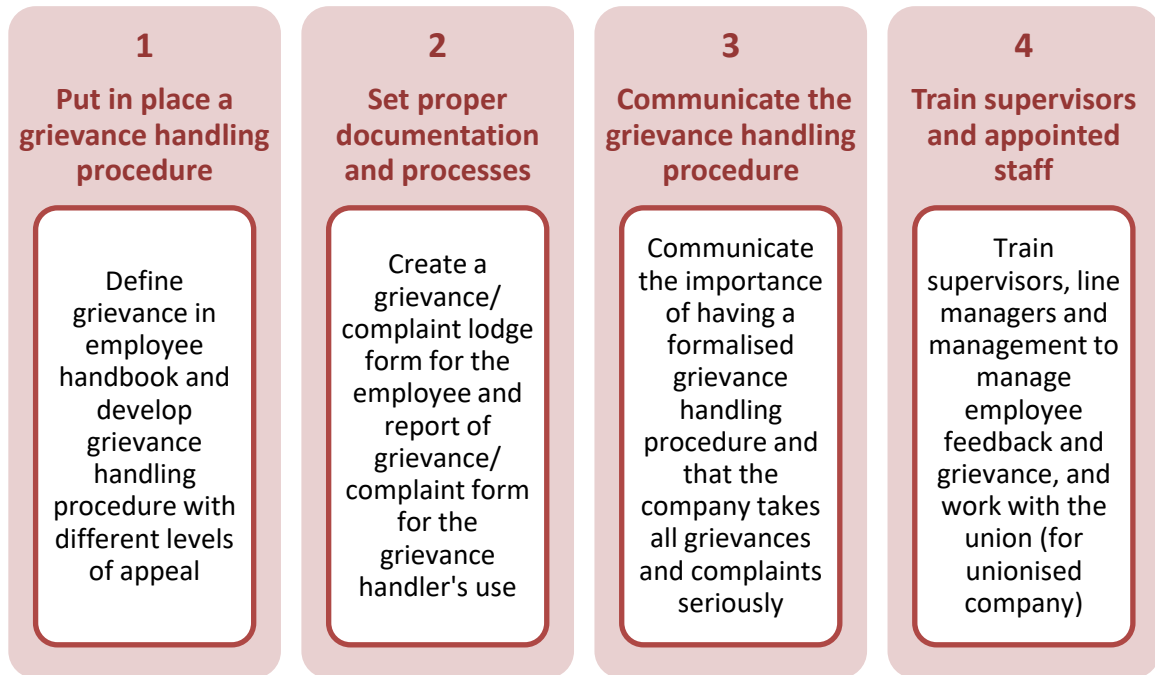 1
Put in place a
grievance handling
procedure
Define
grievance in
employee
handbook and
develop
grievance
handling
procedure with
different levels
of appeal
2
Set proper
documentation
and processes
Create a
grievance/
complaint lodge
form for the
employee and
report of
grievance/
complaint form
for the
grievance
handler's use
3
Communicate the
grievance handling
procedure
Communicate
the importance
of having a
formalised
grievance
handling
procedure and
that the
company takes
all grievances
and complaints
seriously
4
Train supervisors
and appointed
staff
Train
supervisors, line
managers and
management to
manage
employee
feedback and
grievance, and
work with the
union (for
unionised
company)